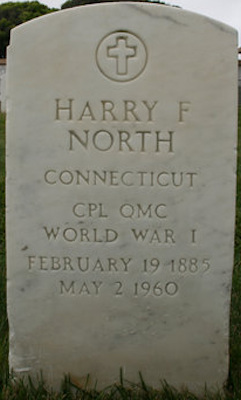 HARRY F
NORTH
CONNECTICUT
CPL QMC
WORLD WAR I
FEBRUARY 19 1885
MAY 2 1960